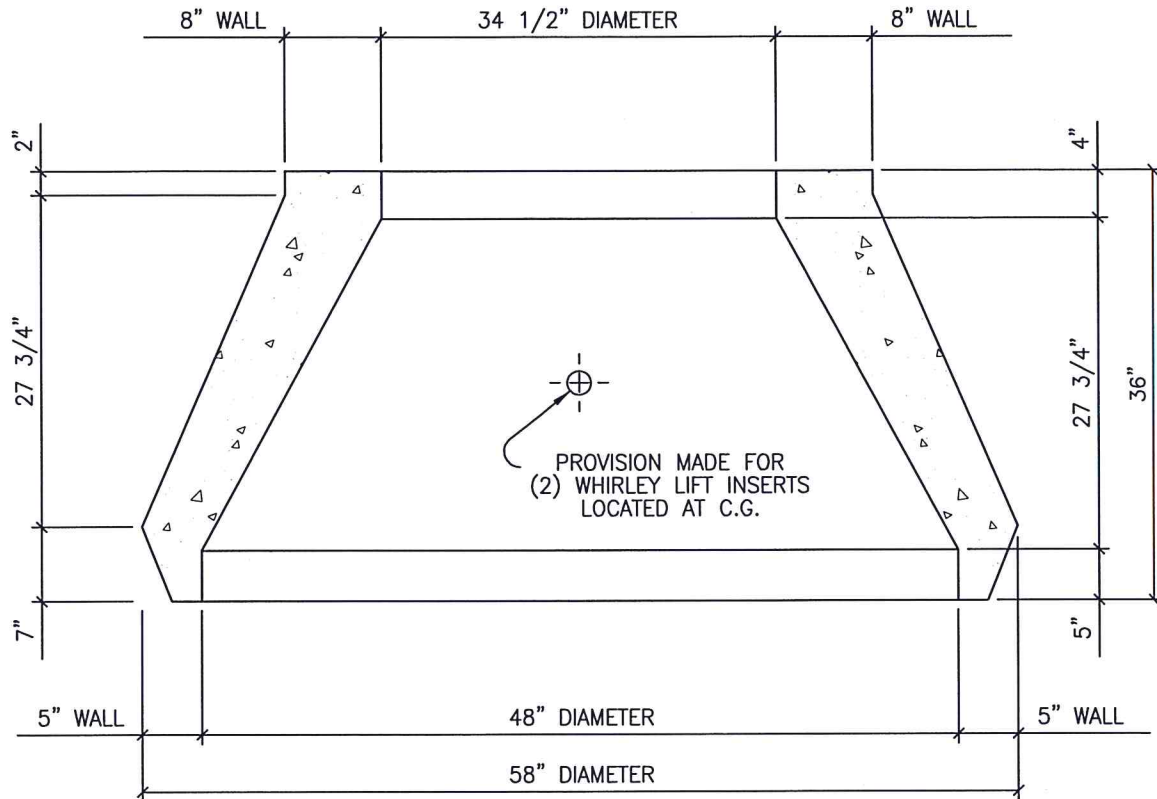 8" WALL
34 1/2" DIAMETER
8" WALL
2"
4"
27 3/4"
27 3/4"
36"
PROVISION MADE FOR
(2) WHIRLEY LIFT INSERTS
LOCATED AT C.G.
7"
5"
5" WALL
48" DIAMETER
5" WALL
58" DIAMETER